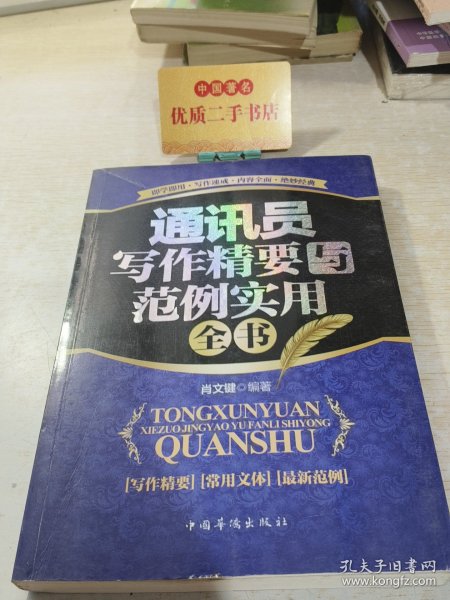 中国著名
优质二手书店
即学即用·写作速成·内容全面·绝妙经典
通讯员
写作精要与
范例实用
全书
肖文键◎编著
TONGXUNYUAN
XIEZUOJINGYAO YU FANLI SHIYONG
QUANSHU
[写作精要] [常用文体] [最新范例]
中国华侨出版社
孔夫子旧书网
www.kongfz.com